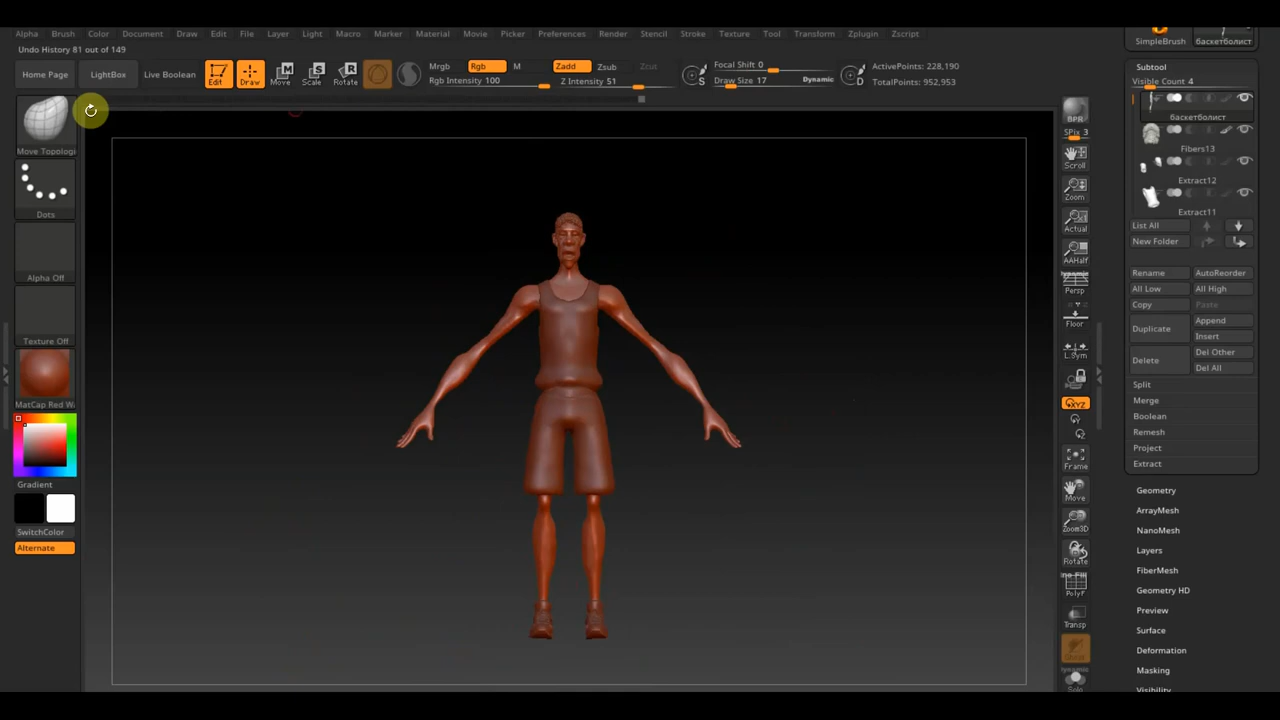 Alpha Brush Color Document Draw Edit File Layer Light Macro Marker Material Movie Picker Preferences Render Stencil Stroke Texture Tool Transform Zplugin Zscript
SimpleBrush баскетболист
Undo History 81 out of 149
Home Page LightBox Live Boolean Edit Draw Move Scale Rotate
Mrgb Rgb M Zadd Zsub Zcut
Rgb Intensity 100 Z Intensity 51
Focal Shift 0
Draw Size 17 Dynamic
S D
ActivePoints: 228,190
TotalPoints: 952,953
Move Topologi
Dots
Alpha Off
Texture Off
MatCap Red Wa
Gradient
SwitchColor
Alternate
BPR
SPix 3
Scroll
Zoom
Actual
AAHalf
Dynamic
Persp
Floor
L.Sym
XYZ
Frame
Move
Zoom3D
Rotate
Line Fill
PolyF
Transp
Dynamic
Solo
Subtool
Visible Count 4
баскетболист
Fibers13
Extract12
Extract11
List All
New Folder
Rename AutoReorder
All Low All High
Copy Paste
Duplicate Append
Insert
Delete Del Other
Del All
Split
Merge
Boolean
Remesh
Project
Extract
Geometry
ArrayMesh
NanoMesh
Layers
FiberMesh
Geometry HD
Preview
Surface
Deformation
Masking
Visibility